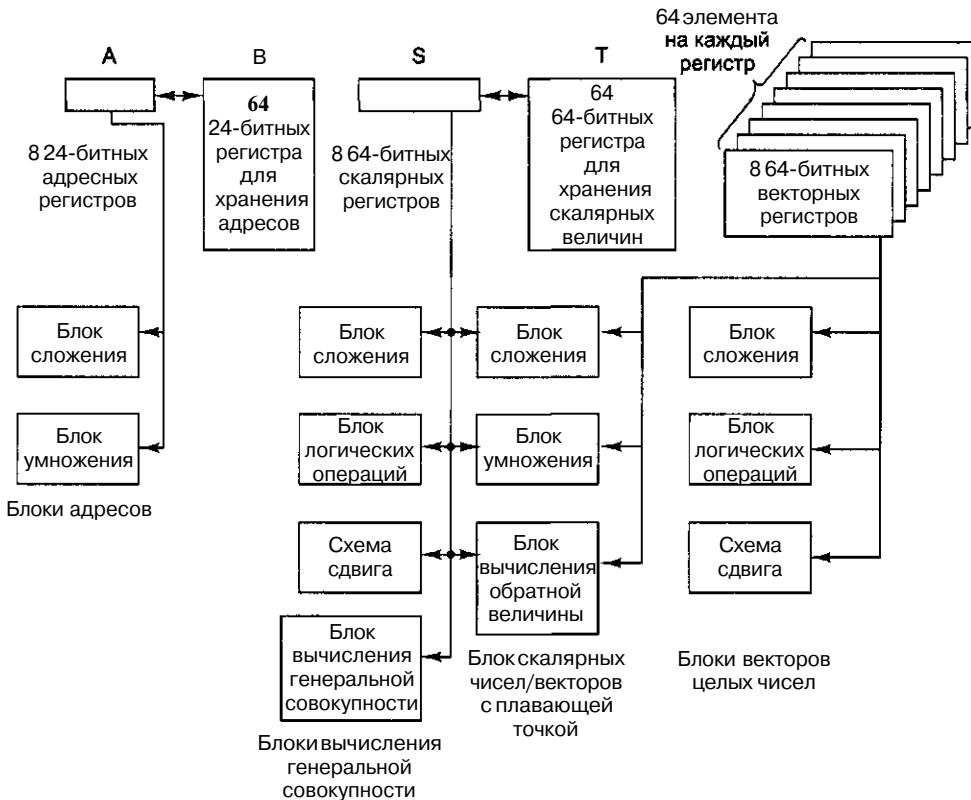 64 элемента
на каждый
регистр
A
B
S
T
64
24-битных
регистра
для
хранения
адресов
64
64-битных
регистра
для
хранения
скалярных
величин
8 24-битных
адресных
регистров
8 64-битных
скалярных
регистров
8 64-битных
векторных
регистров
Блок
сложения
Блок
сложения
Блок
сложения
Блок
сложения
Блок
умножения
Блок
логических
операций
Блок
умножения
Блок
логических
операций
Блоки адресов
Схема
сдвига
Блок
вычисления
обратной
величины
Схема
сдвига
Блок
вычисления
генеральной
совокупности
Блок скалярных
чисел/векторов
с плавающей
точкой
Блоки векторов
целых чисел
Блоки вычисления
генеральной
совокупности